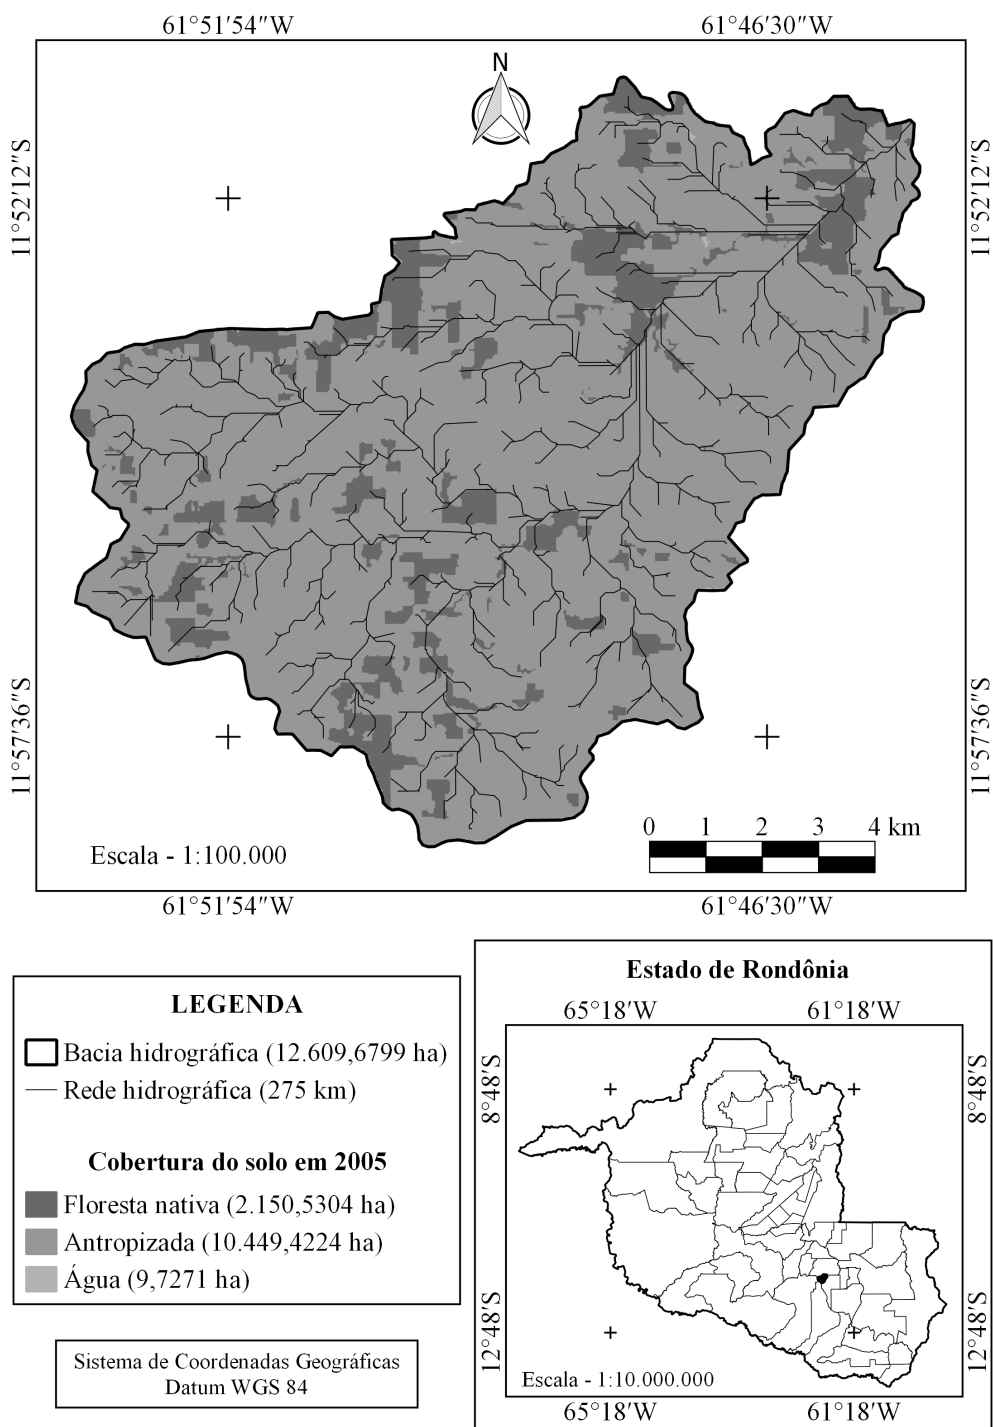 61°51′54″W 61°46′30″W
N
11°52′12″S 11°52′12″S
11°57′36″S 11°57′36″S
0 1 2 3 4 km
Escala - 1:100.000
61°51′54″W 61°46′30″W
LEGENDA
Bacia hidrográfica (12.609,6799 ha)
Rede hidrográfica (275 km)
Cobertura do solo em 2005
Floresta nativa (2.150,5304 ha)
Antropizada (10.449,4224 ha)
Água (9,7271 ha)
Sistema de Coordenadas Geográficas
Datum WGS 84
Estado de Rondônia
65°18′W 61°18′W
8°48′S 8°48′S
12°48′S 12°48′S
Escala - 1:10.000.000
65°18′W 61°18′W